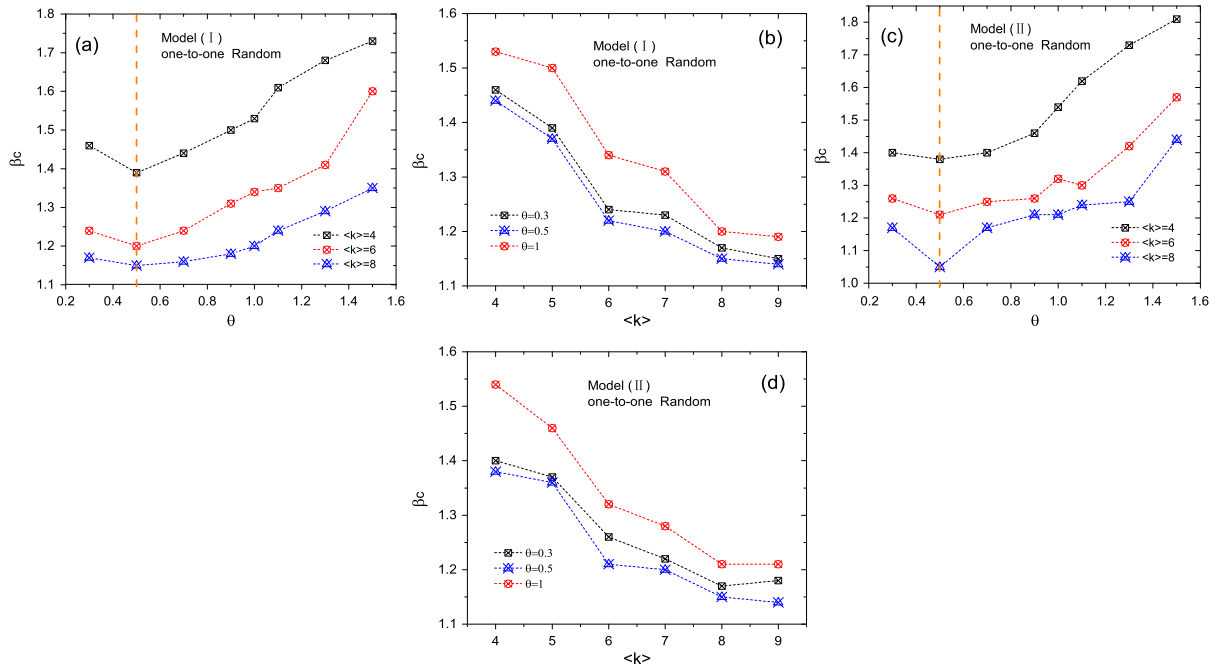 (a)
Model (Ⅰ)
one-to-one Random
βc
1.8
1.7
1.6
1.5
1.4
1.3
1.2
1.1
<k>=4
<k>=6
<k>=8
0.2 0.4 0.6 0.8 1.0 1.2 1.4 1.6
θ
(b)
Model (Ⅰ)
one-to-one Random
βc
1.6
1.5
1.4
1.3
1.2
1.1
θ=0.3
θ=0.5
θ=1
4 5 6 7 8 9
<k>
(c)
Model (Ⅱ)
one-to-one Random
βc
1.8
1.7
1.6
1.5
1.4
1.3
1.2
1.1
1.0
<k>=4
<k>=6
<k>=8
0.2 0.4 0.6 0.8 1.0 1.2 1.4 1.6
θ
(d)
Model (Ⅱ)
one-to-one Random
βc
1.6
1.5
1.4
1.3
1.2
1.1
θ=0.3
θ=0.5
θ=1
4 5 6 7 8 9
<k>